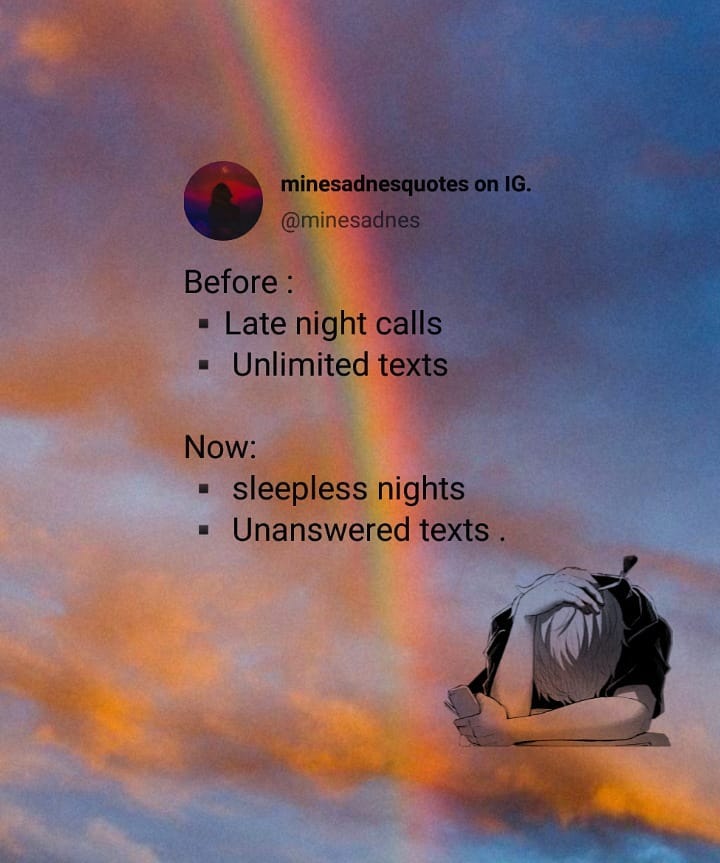 minesadnesquotes on IG.
@minesadnes
Before :
▪ Late night calls
▪ Unlimited texts
Now:
▪ sleepless nights
▪ Unanswered texts .